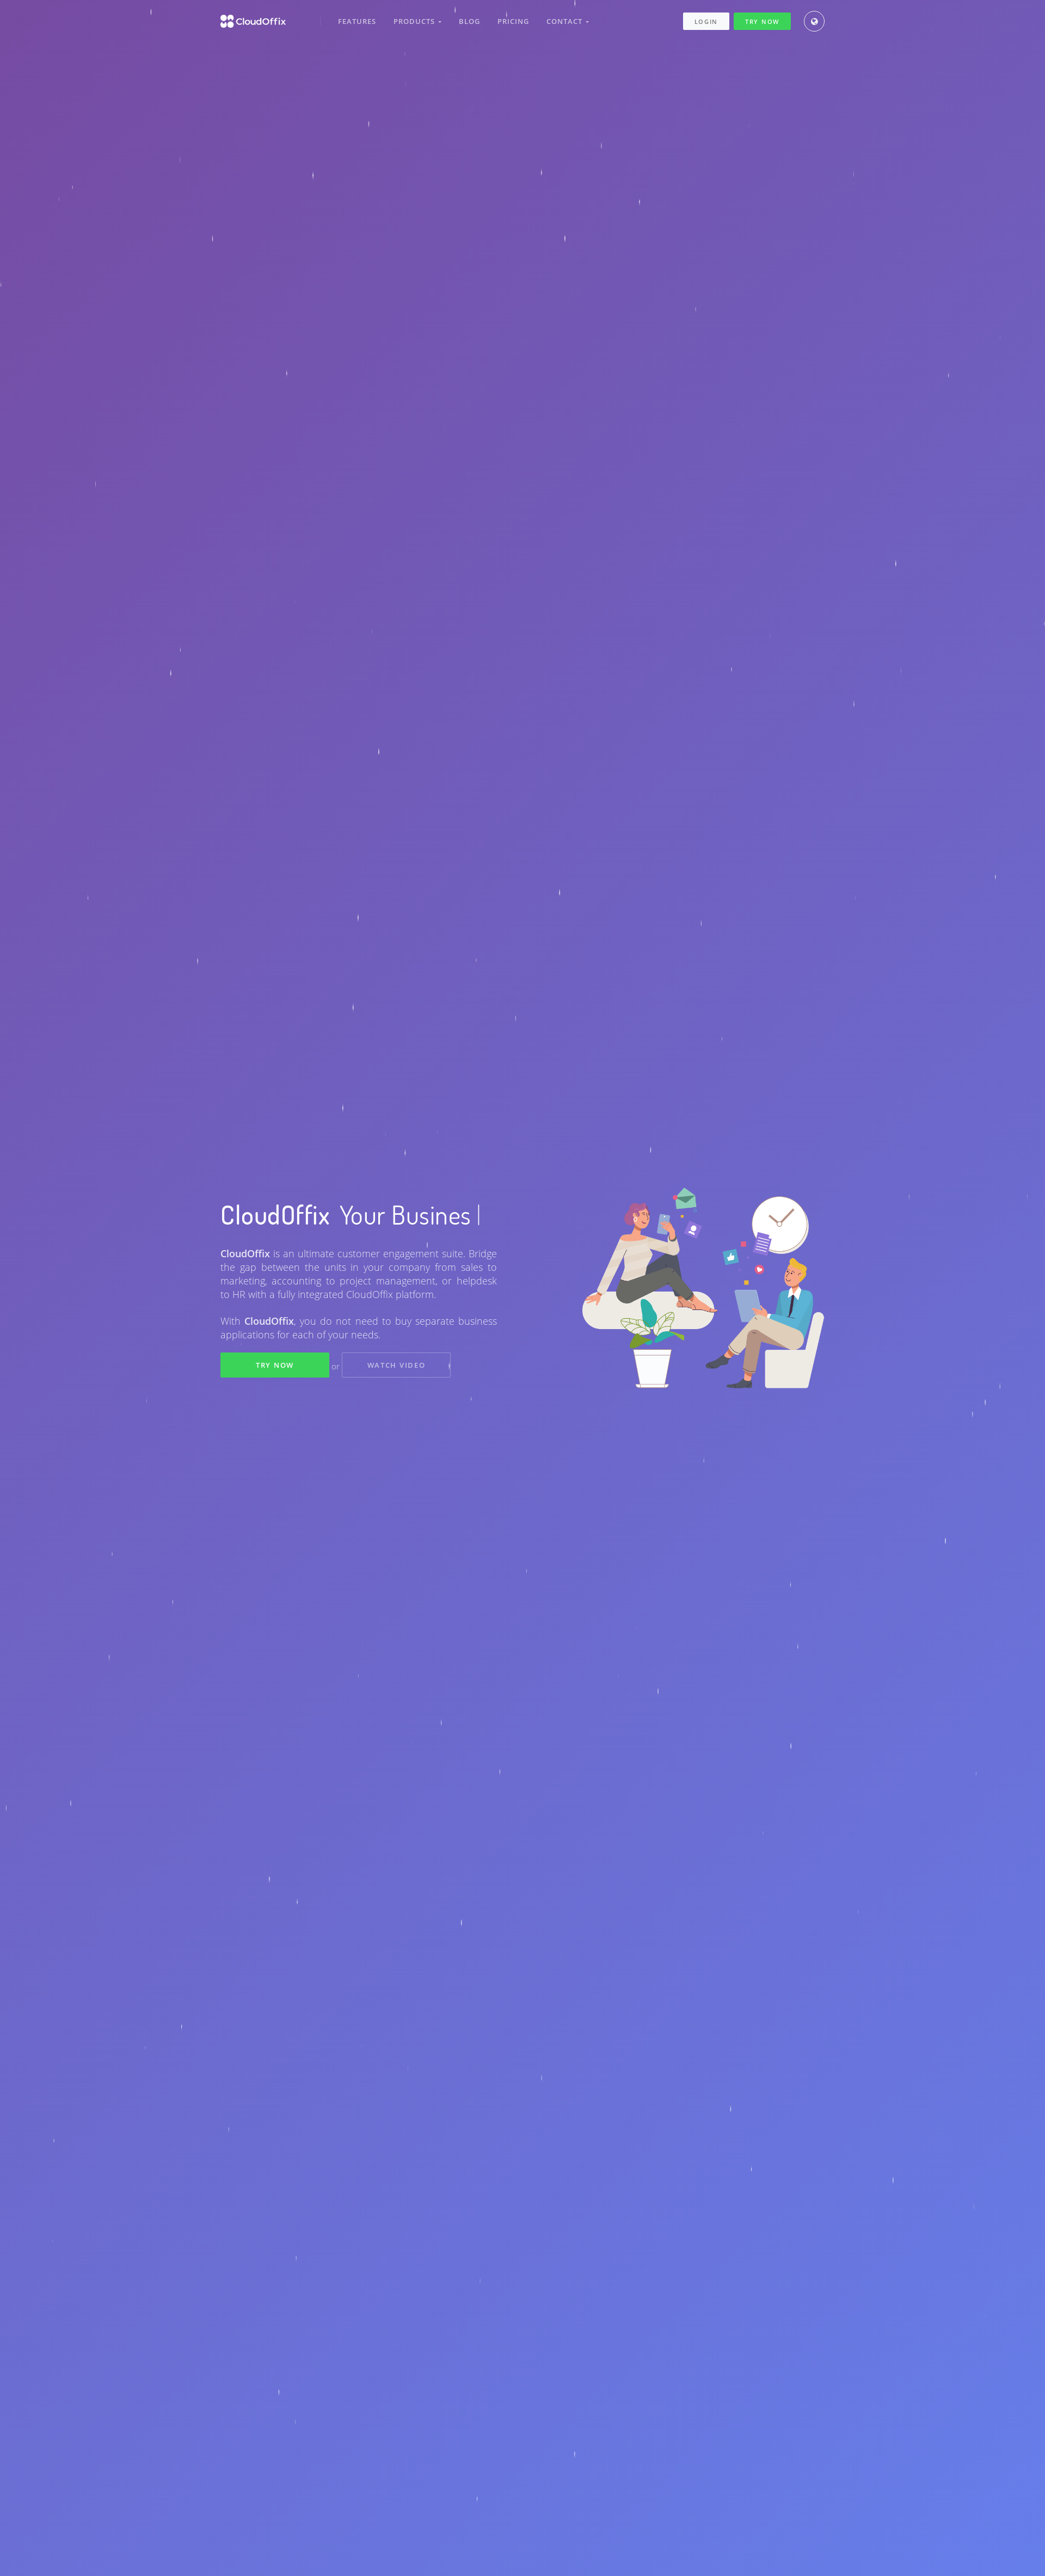 CloudOffix
FEATURES
PRODUCTS
BLOG
PRICING
CONTACT
LOGIN
TRY NOW
CloudOffix Your Busines
CloudOffix is an ultimate customer engagement suite. Bridge
the gap between the units in your company from sales to
marketing, accounting to project management, or helpdesk
to HR with a fully integrated CloudOffix platform.
With CloudOffix, you do not need to buy separate business
applications for each of your needs.
TRY NOW or WATCH VIDEO